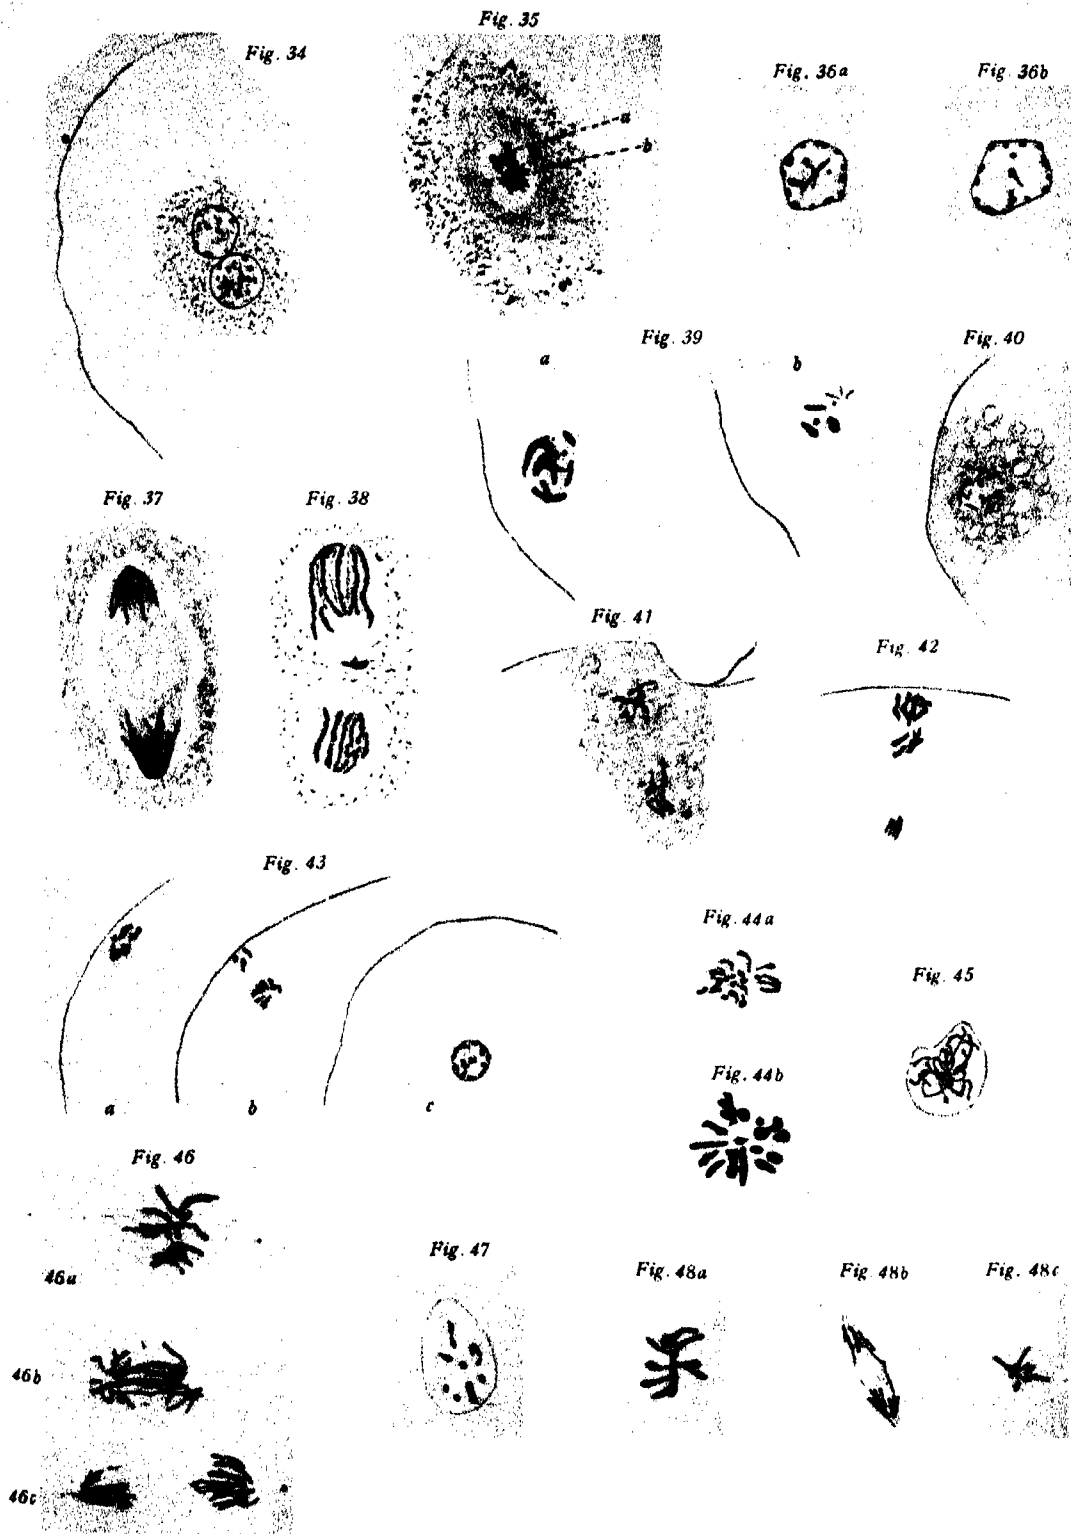 Fig. 35
Fig. 34
Fig. 36a
Fig. 36b
a
b
Fig. 39
Fig. 40
a
b
Fig. 37
Fig. 38
Fig. 41
Fig. 42
Fig. 43
a
b
c
Fig. 44a
Fig. 45
Fig. 44b
Fig. 46
46a
46b
46c
Fig. 47
Fig. 48a
Fig. 48b
Fig. 48c